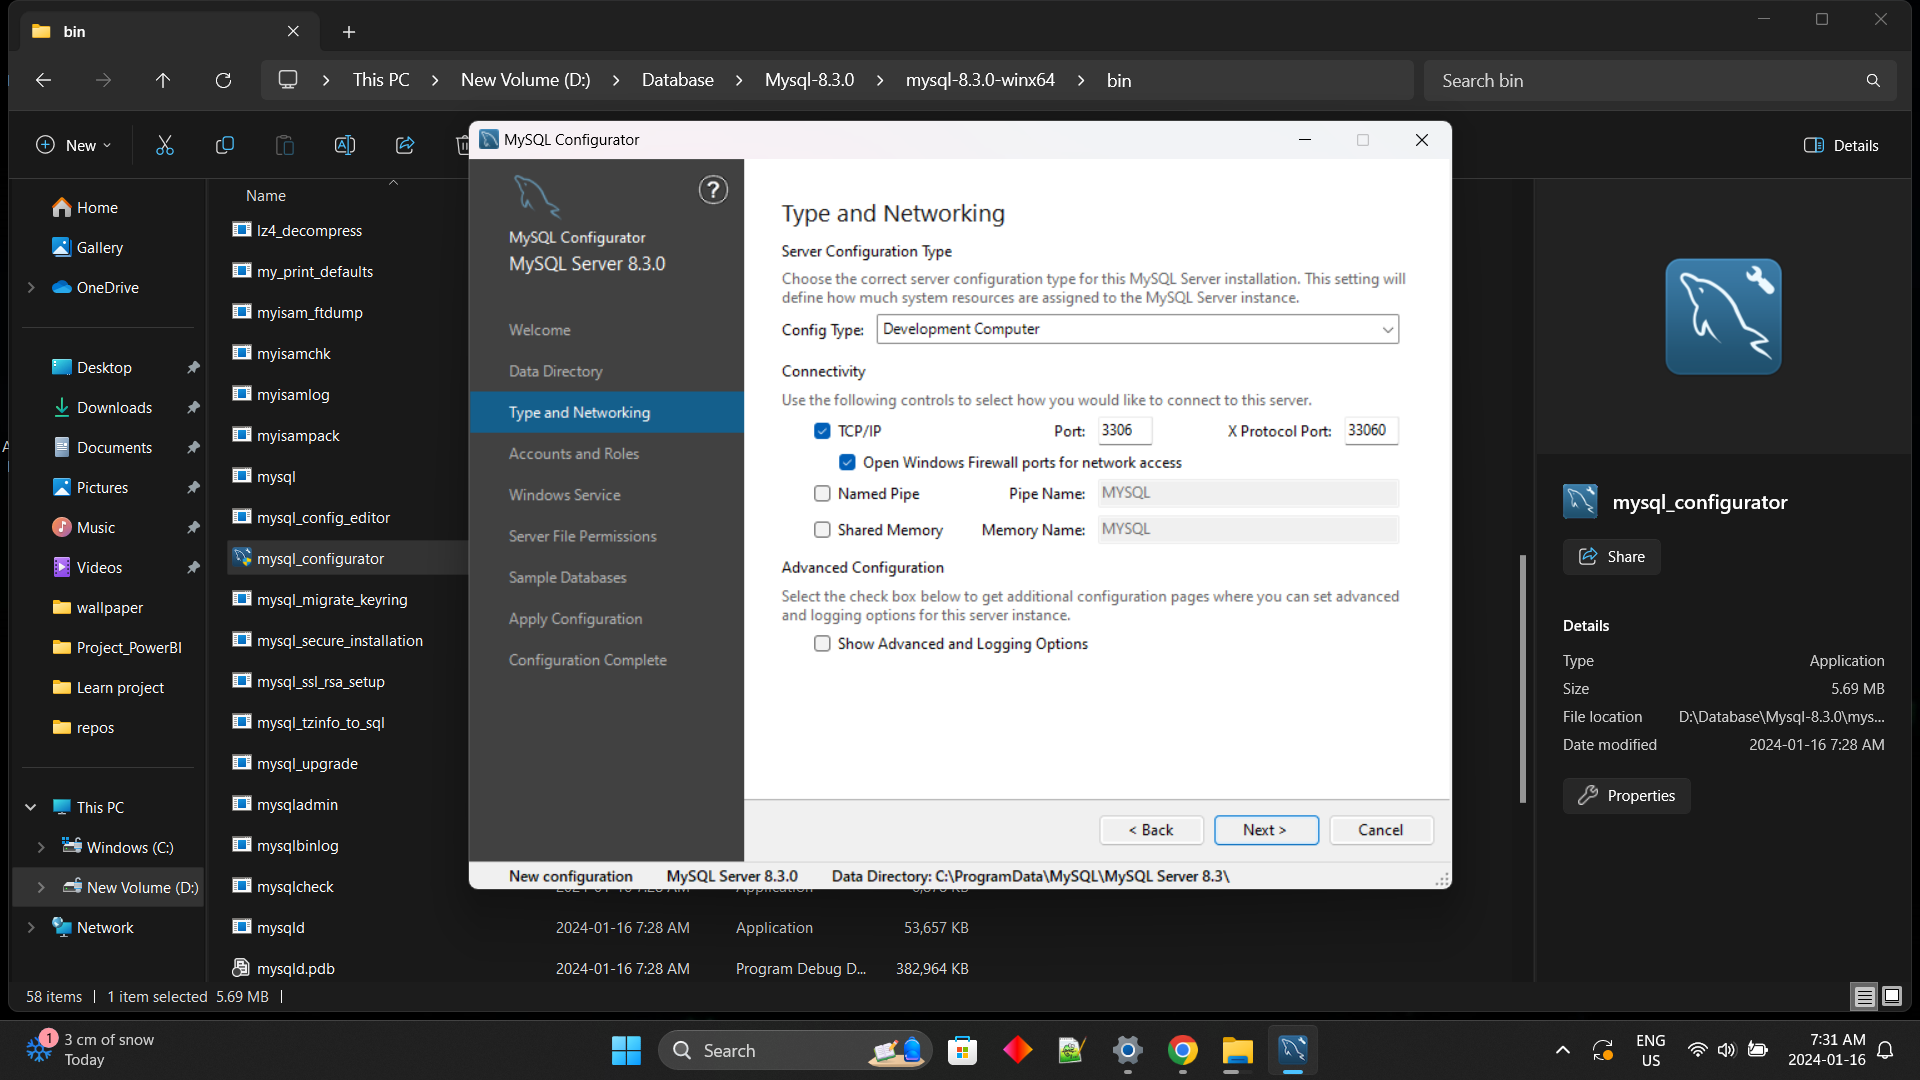 bin
This PC
New Volume (D:)
Database
Mysql-8.3.0
mysql-8.3.0-winx64
bin
Search bin
New
Details
Home
Gallery
OneDrive
Desktop
Downloads
Documents
Pictures
Music
Videos
wallpaper
Project_PowerBI
Learn project
repos
This PC
Windows (C:)
New Volume (D:)
Network
Name
lz4_decompress
my_print_defaults
myisam_ftdump
myisamchk
myisamlog
myisampack
mysql
mysql_config_editor
mysql_configurator
mysql_migrate_keyring
mysql_secure_installation
mysql_ssl_rsa_setup
mysql_tzinfo_to_sql
mysql_upgrade
mysqladmin
mysqlbinlog
mysqlcheck
mysqld 2024-01-16 7:28 AM Application 53,657 KB
mysqld.pdb 2024-01-16 7:28 AM Program Debug D... 382,964 KB
MySQL Configurator
?
MySQL Configurator
MySQL Server 8.3.0
Welcome
Data Directory
Type and Networking
Accounts and Roles
Windows Service
Server File Permissions
Sample Databases
Apply Configuration
Configuration Complete
Type and Networking
Server Configuration Type
Choose the correct server configuration type for this MySQL Server installation. This setting will
define how much system resources are assigned to the MySQL Server instance.
Config Type: Development Computer
Connectivity
Use the following controls to select how you would like to connect to this server.
TCP/IP Port: 3306 X Protocol Port: 33060
Open Windows Firewall ports for network access
Named Pipe Pipe Name: MYSQL
Shared Memory Memory Name: MYSQL
Advanced Configuration
Select the check box below to get additional configuration pages where you can set advanced
and logging options for this server instance.
Show Advanced and Logging Options
< Back Next > Cancel
New configuration MySQL Server 8.3.0 Data Directory: C:\ProgramData\MySQL\MySQL Server 8.3\
mysql_configurator
Share
Details
Type Application
Size 5.69 MB
File location D:\Database\Mysql-8.3.0\mys...
Date modified 2024-01-16 7:28 AM
Properties
58 items 1 item selected 5.69 MB
1
3 cm of snow
Today
Search
ENG
US
7:31 AM
2024-01-16